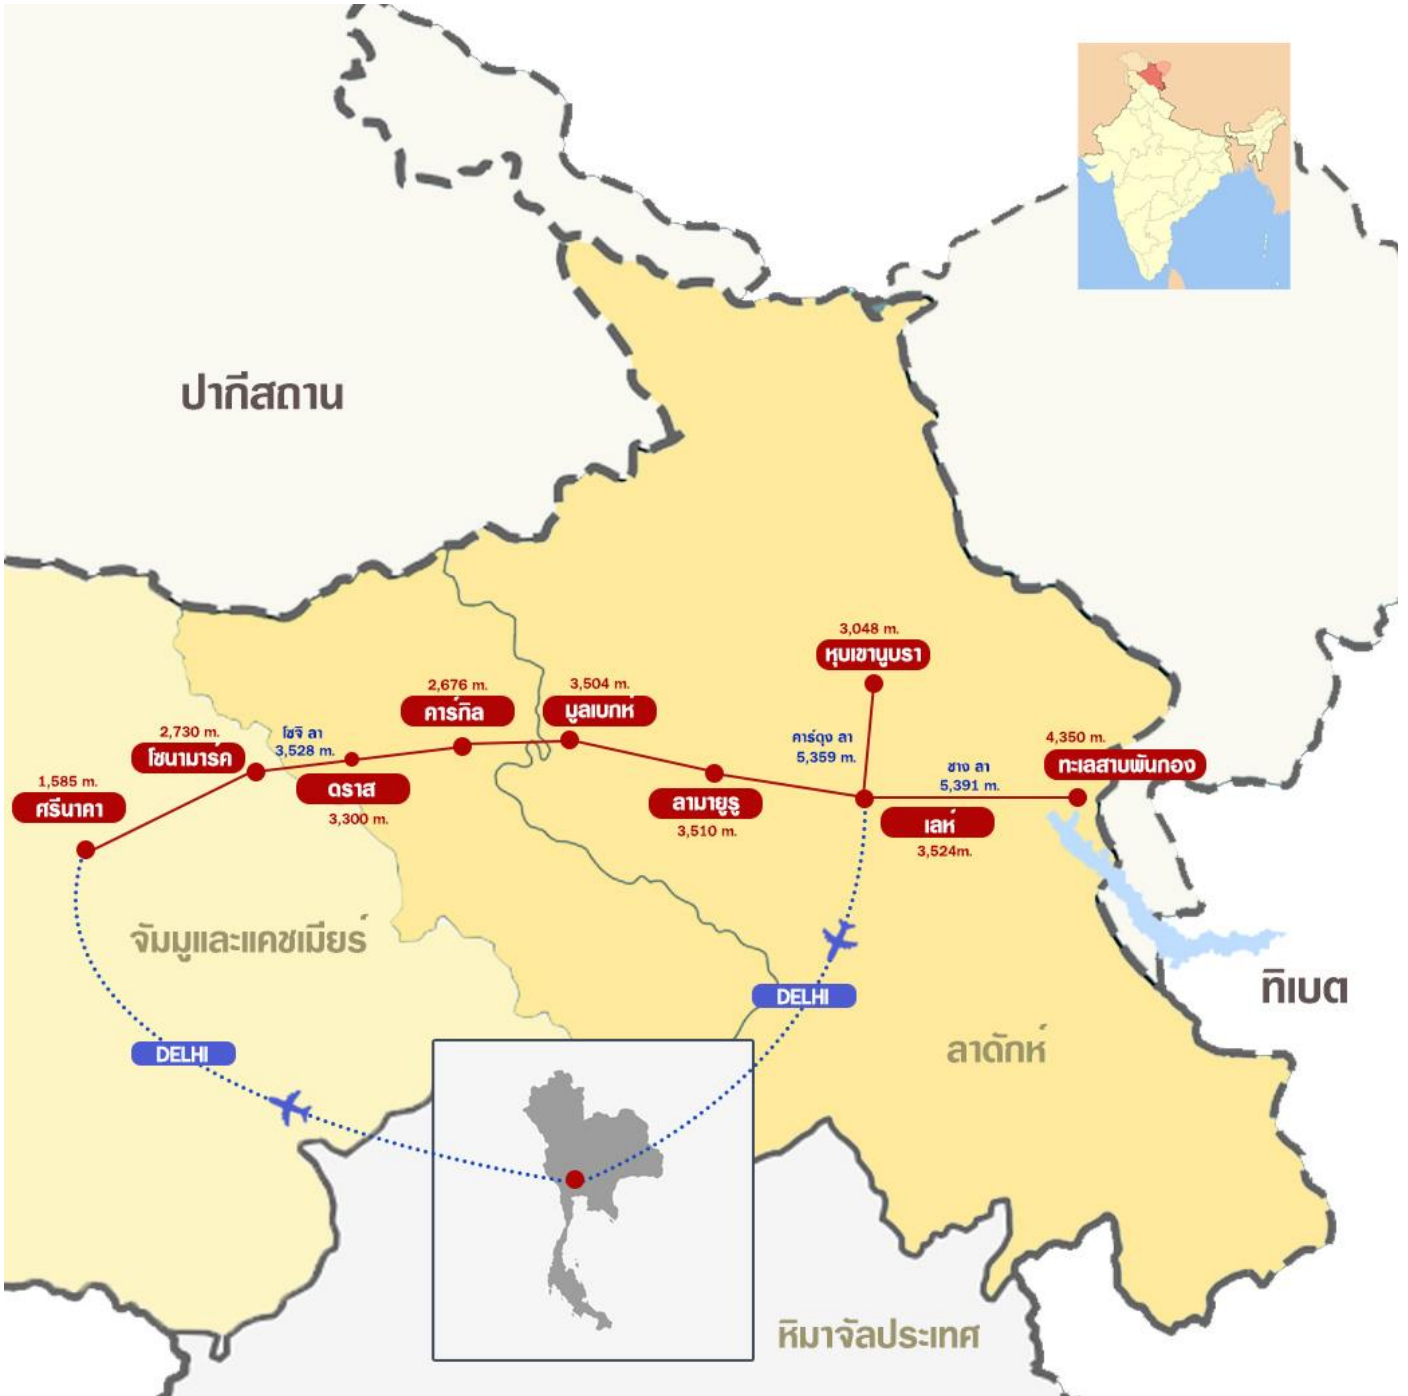 ปากีสถาน
3,048 m.
หุบเขานูบรา
2,676 m.
คาร์กิล
3,504 m.
มูลเบกห์
2,730 m.
โซนามาร์ค
โซจิ ลา
3,528 m.
คาร์ดุง ลา
5,359 m.
ชาง ลา
5,391 m.
4,350 m.
ทะเลสาบพันกอง
1,585 m.
ศรีนาคา
ดราส
3,300 m.
ลามายูรู
3,510 m.
เลห์
3,524m.
จัมมูและแคชเมียร์
DELHI
ทิเบต
ลาดักห์
DELHI
หิมาจัลประเทศ